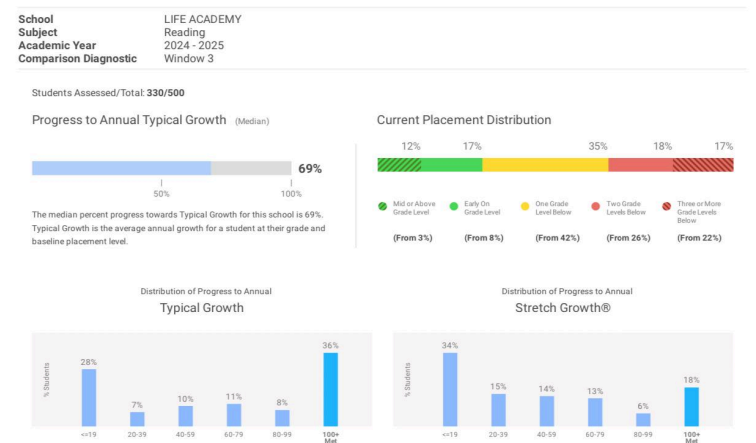 School LIFE ACADEMY
Subject Reading
Academic Year 2024 - 2025
Comparison Diagnostic Window 3
Students Assessed/Total: 330/500
Progress to Annual Typical Growth (Median)
69%
50% 100%
The median percent progress towards Typical Growth for this school is 69%.
Typical Growth is the average annual growth for a student at their grade and
baseline placement level.
Current Placement Distribution
12% 17% 35% 18% 17%
Mid or Above Grade Level
Early On Grade Level
One Grade Level Below
Two Grade Levels Below
Three or More Grade Levels Below
(From 3%) (From 8%) (From 42%) (From 26%) (From 22%)
Distribution of Progress to Annual
Typical Growth
% Students
28% 7% 10% 11% 8% 36%
<=19 20-39 40-59 60-79 80-99 100+
Met
Distribution of Progress to Annual
Stretch Growth®
% Students
34% 15% 14% 13% 6% 18%
<=19 20-39 40-59 60-79 80-99 100+
Met